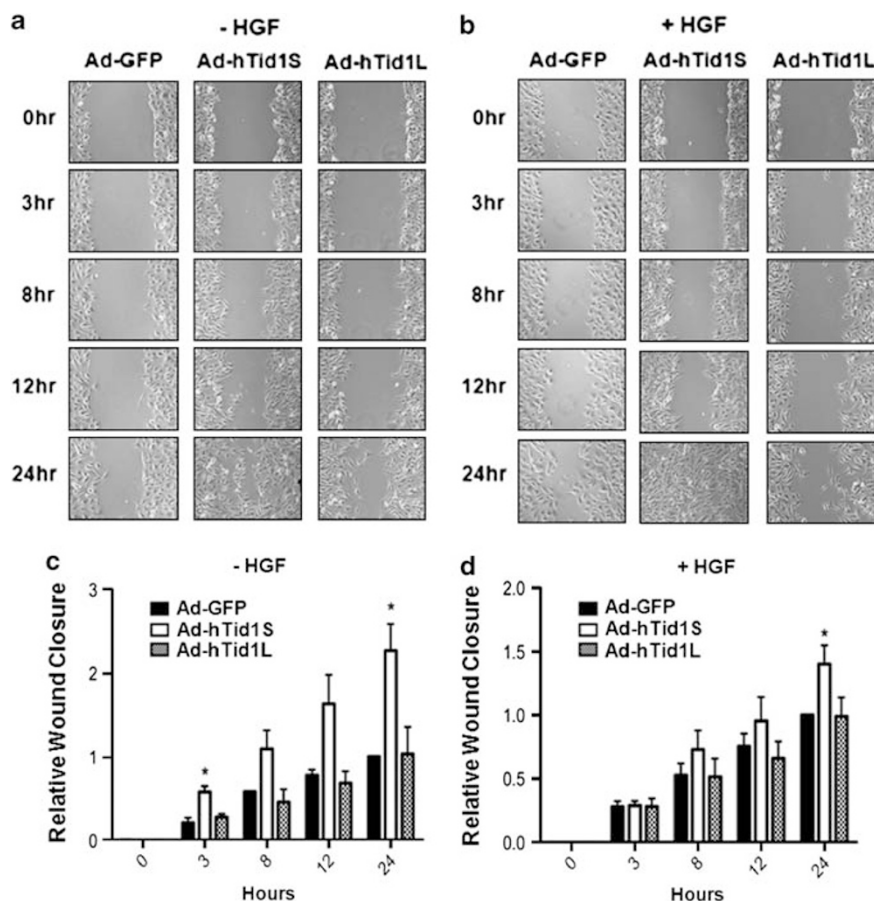 a
- HGF
Ad-GFP Ad-hTid1S Ad-hTid1L
0hr
3hr
8hr
12hr
24hr
b
+ HGF
Ad-GFP Ad-hTid1S Ad-hTid1L
0hr
3hr
8hr
12hr
24hr
c
- HGF
Relative Wound Closure
3
2
1
0
Ad-GFP
Ad-hTid1S
Ad-hTid1L
*
*
0 3 8 12 24
Hours
d
+ HGF
Relative Wound Closure
2.0
1.5
1.0
0.5
0.0
Ad-GFP
Ad-hTid1S
Ad-hTid1L
*
0 3 8 12 24
Hours